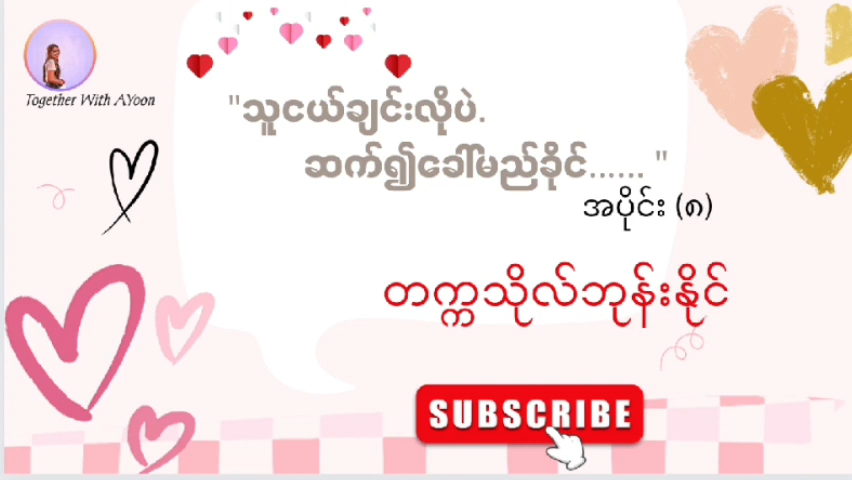 Together With AYoon
"သူငယ်ချင်းလိုပဲ.
ဆက်၍ခေါ်မည်ခိုင်...... "
အပိုင်း (၈)
တက္ကသိုလ်ဘုန်းနိုင်
SUBSCRIBE